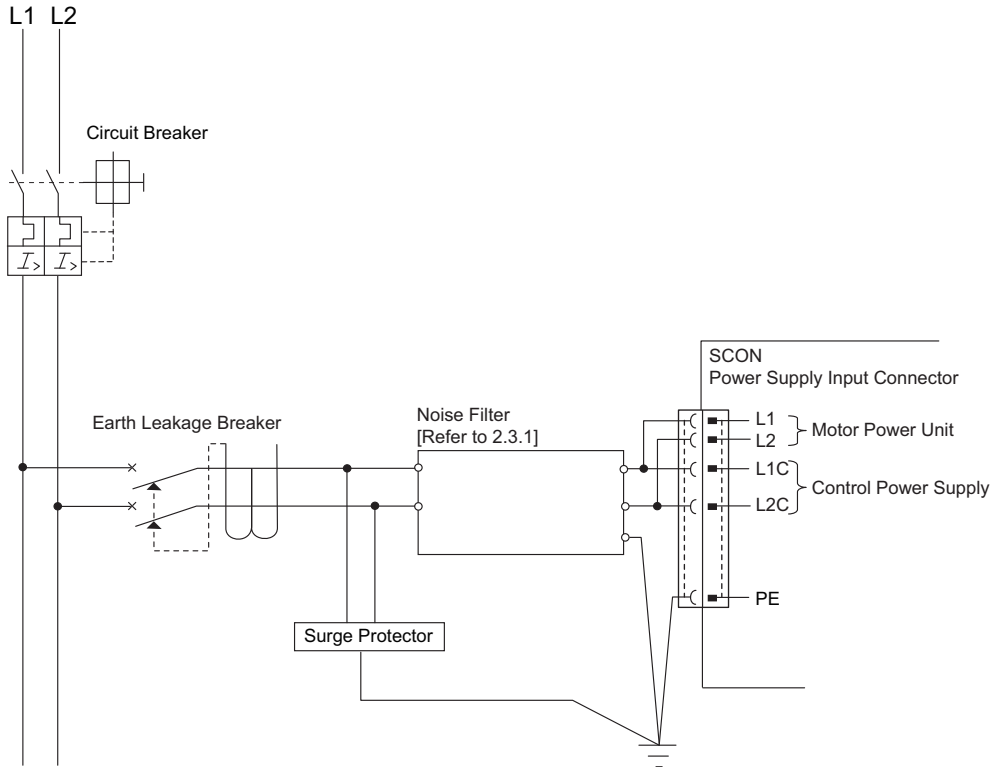 L1 L2
Circuit Breaker
I> I>
SCON
Power Supply Input Connector
Earth Leakage Breaker
Noise Filter
[Refer to 2.3.1]
L1
L2
Motor Power Unit
L1C
L2C
Control Power Supply
PE
Surge Protector